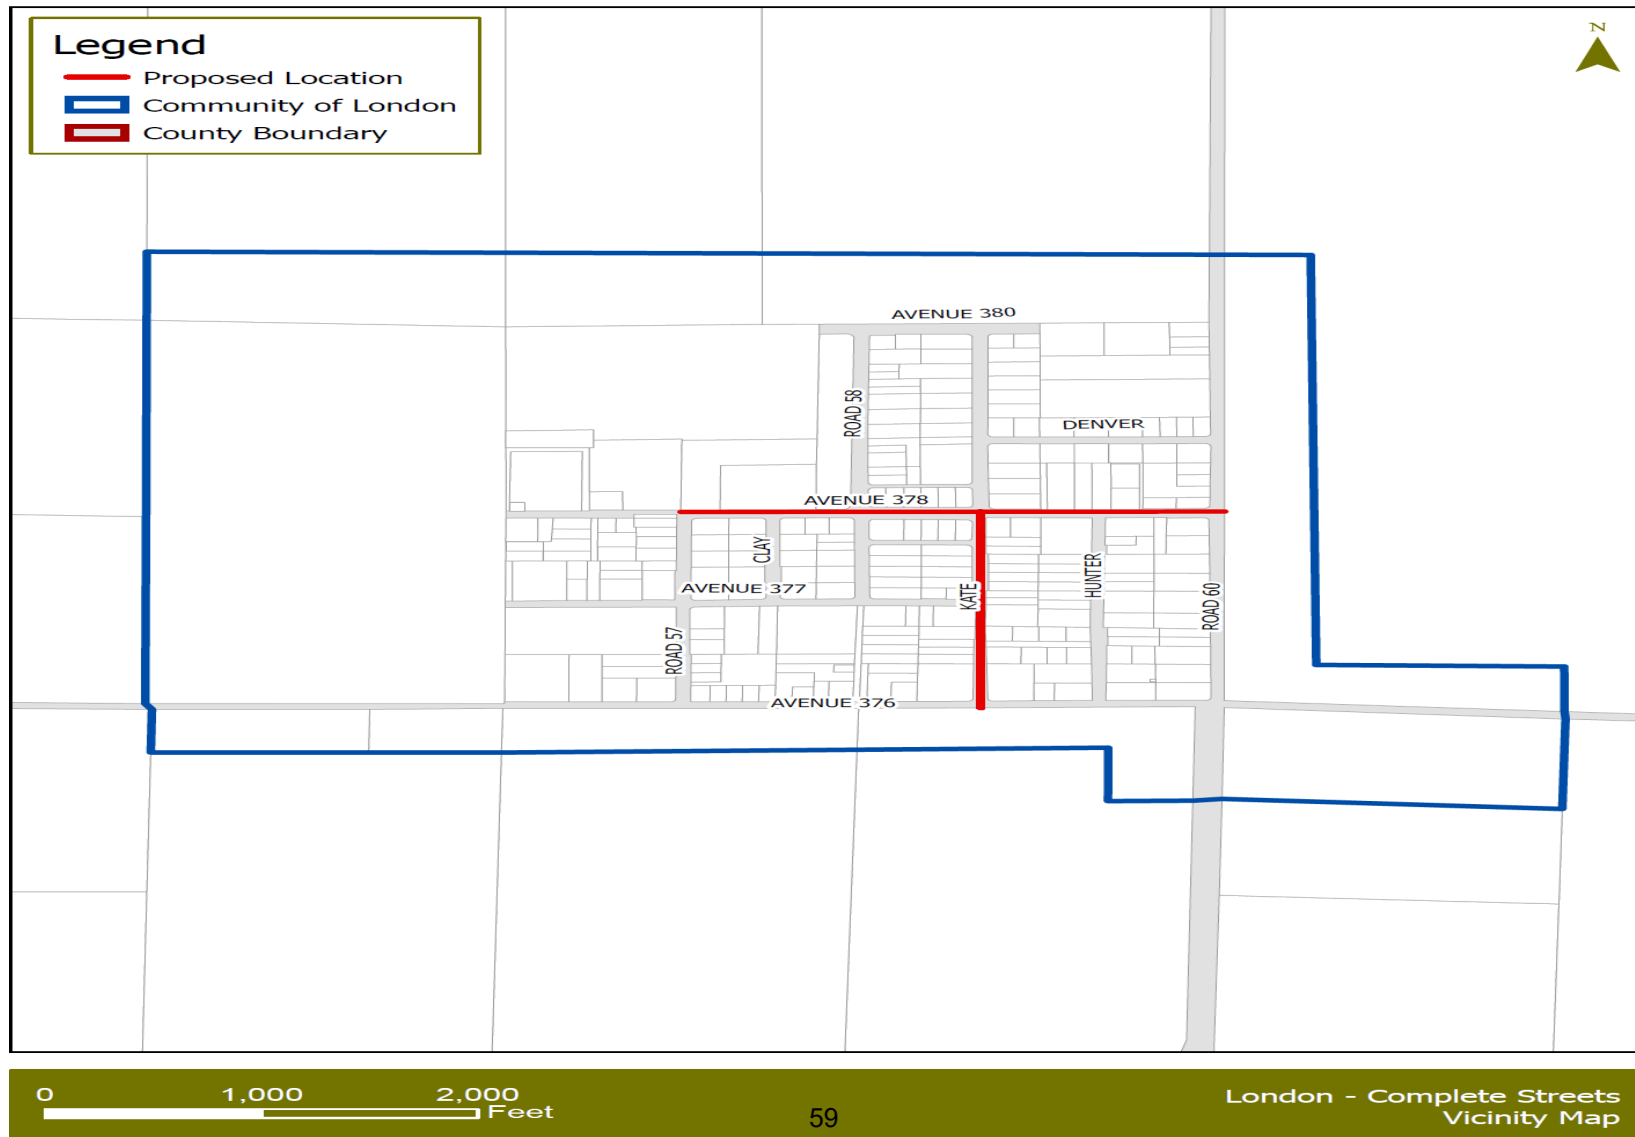 Legend
Proposed Location
Community of London
County Boundary
N
AVENUE 380
ROAD 58
DENVER
AVENUE 378
CLAY
AVENUE 377
KATE
HUNTER
ROAD 60
ROAD 57
AVENUE 376
0 1,000 2,000
Feet
59
London - Complete Streets
Vicinity Map